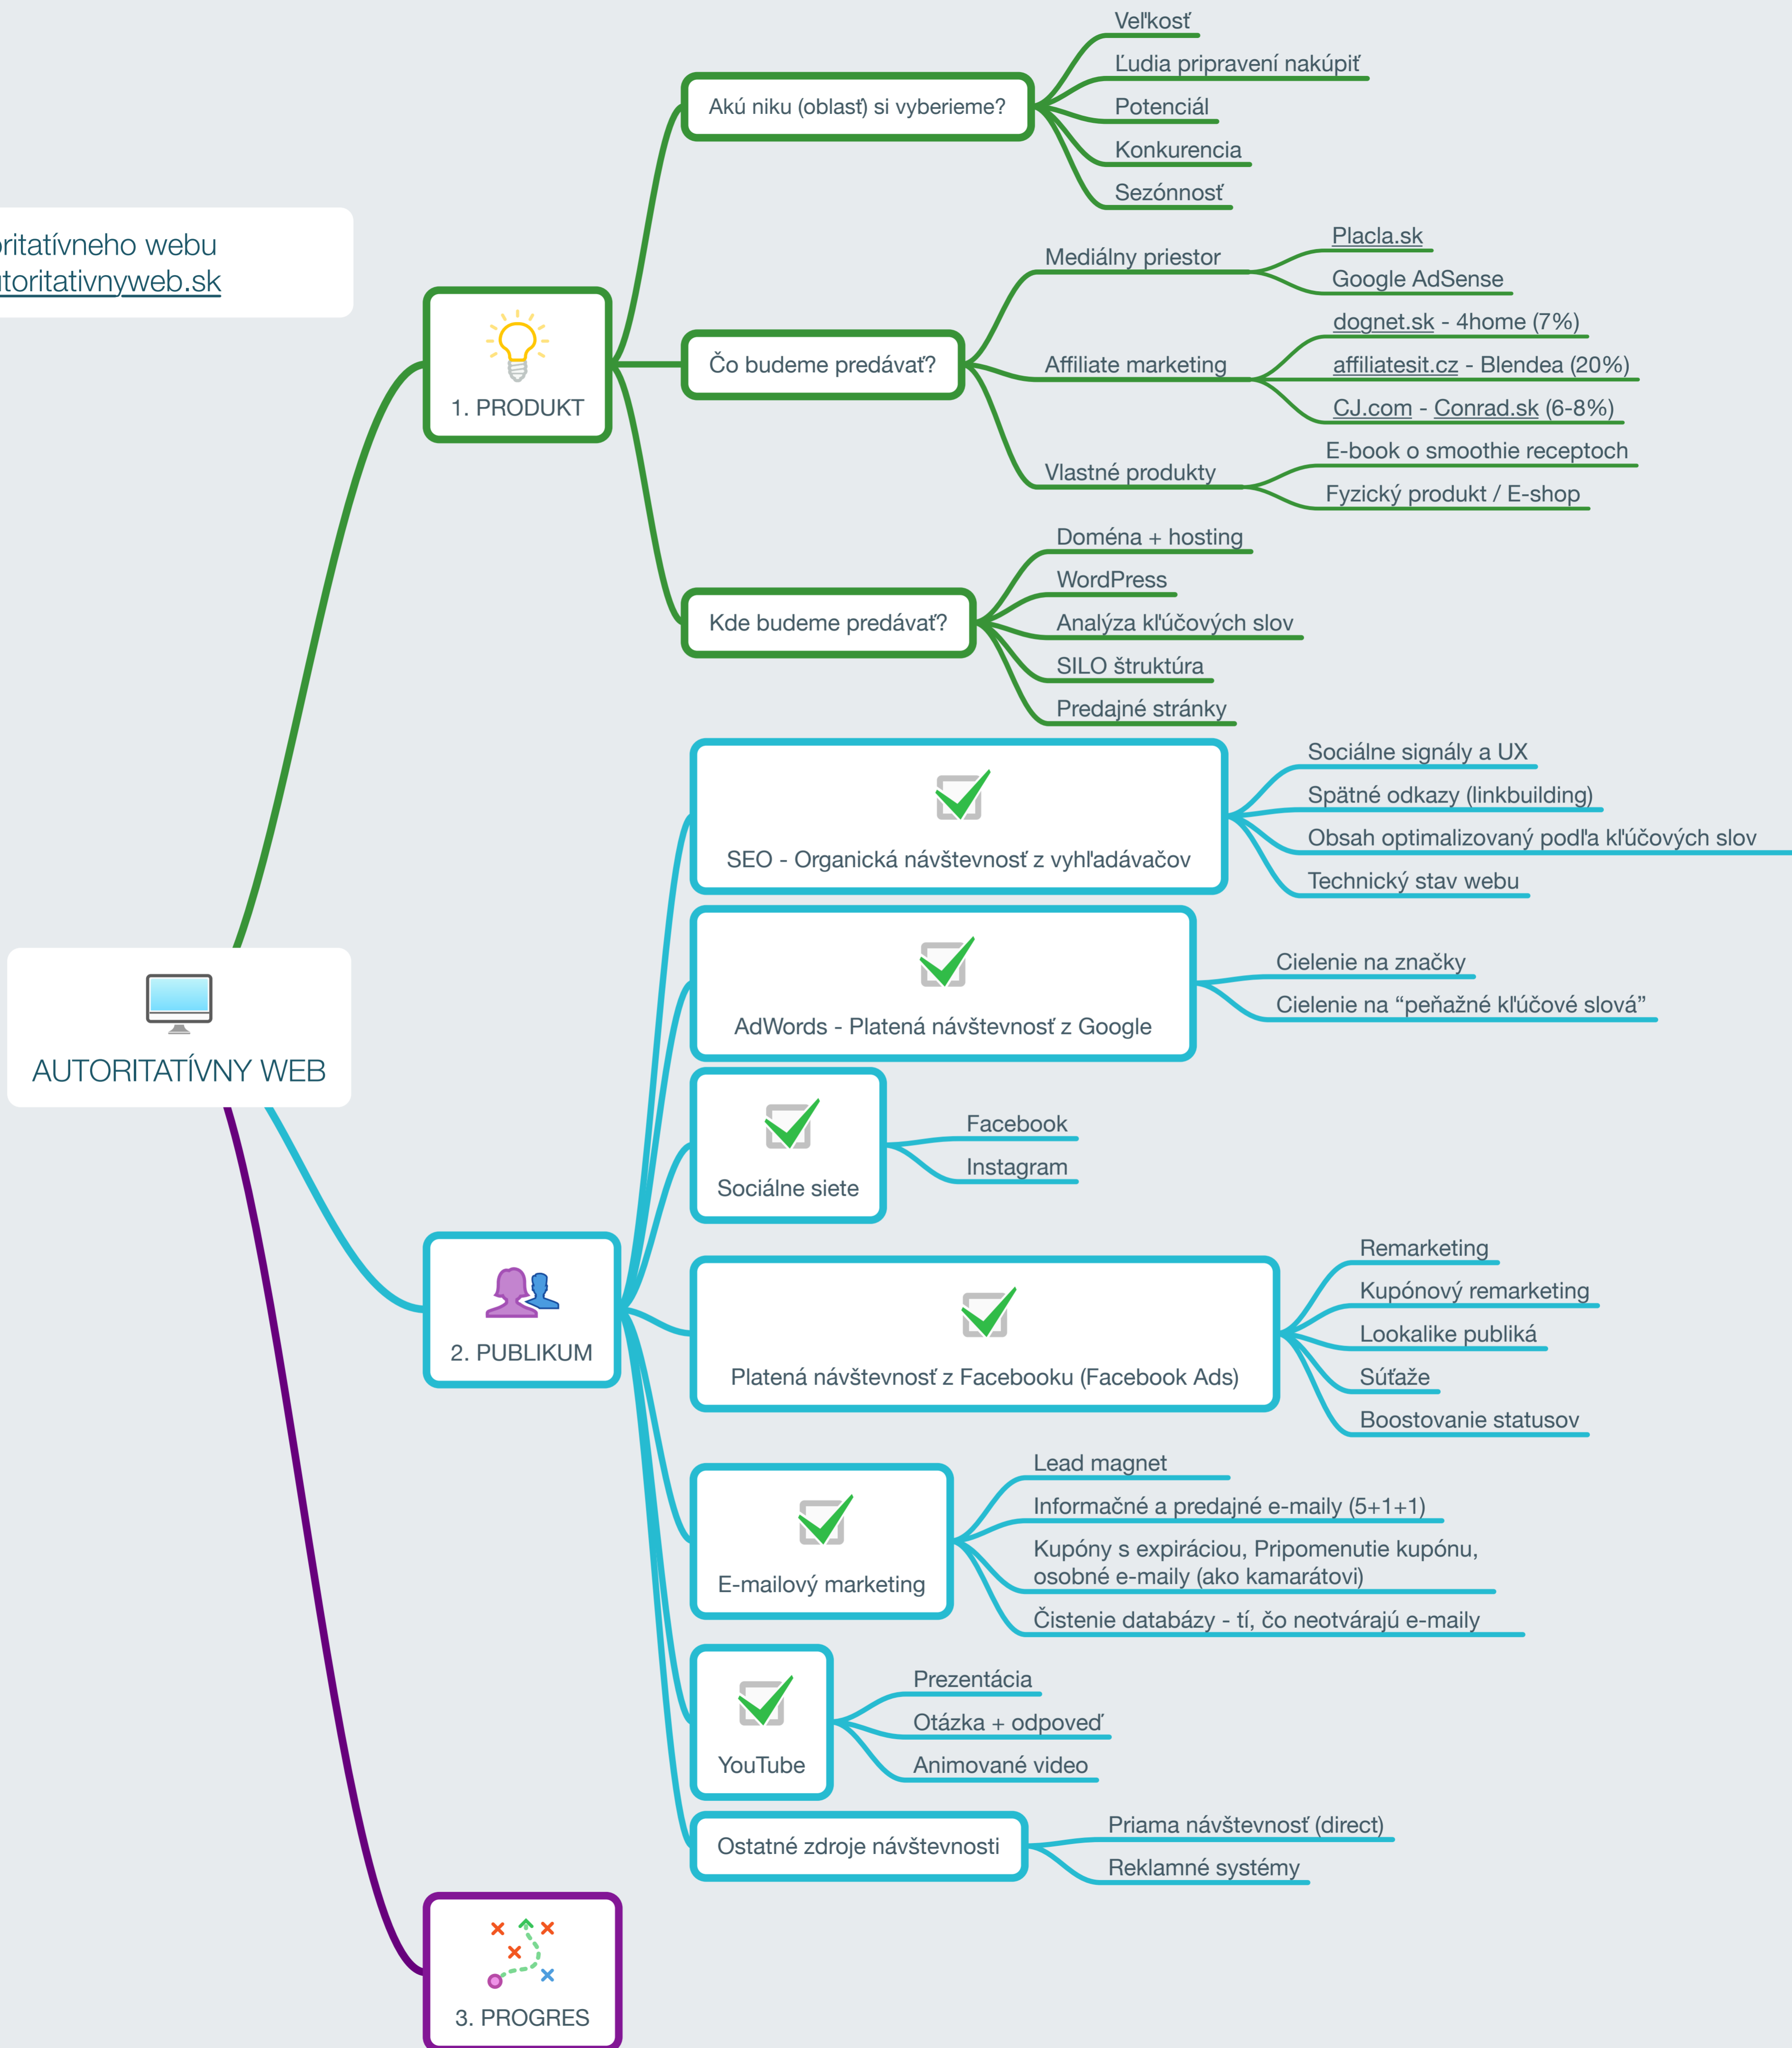 webu
Veľkosť
Ľudia pripravení nakúpiť
Akú niku (oblasť) si vyberieme?
Potenciál
Konkurencia
Sezónnosť
Placla.sk
Mediálny priestor
Google AdSense
dognet.sk - 4home (7%)
Čo budeme predávať?
Affiliate marketing
affiliatesit.cz - Blendea (20%)
CJ.com - Conrad.sk (6-8%)
1. PRODUKT
E-book o smoothie receptoch
Vlastné produkty
Fyzický produkt / E-shop
Doména + hosting
WordPress
Kde budeme predávať?
Analýza kľúčových slov
SILO štruktúra
Predajné stránky
AUTORITATÍVNY WEB
Sociálne signály a UX
Spätné odkazy (linkbuilding)
SEO - Organická návštevnosť z vyhľadávačov
Obsah optimalizovaný podľa kľúčových slov
Technický stav webu
Cielenie na značky
AdWords - Platená návštevnosť z Google
Cielenie na “peňažné kľúčové slová”
Facebook
Sociálne siete
Instagram
2. PUBLIKUM
Remarketing
Kupónový remarketing
Lookalike publiká
Platená návštevnosť z Facebooku (Facebook Ads)
Súťaže
Boostovanie statusov
Lead magnet
Informačné a predajné e-maily (5+1+1)
E-mailový marketing
Kupóny s expiráciou, Pripomenutie kupónu,
osobné e-maily (ako kamarátovi)
Čistenie databázy - tí, čo neotvárajú e-maily
Prezentácia
Otázka + odpoveď
YouTube
Animované video
Priama návštevnosť (direct)
Ostatné zdroje návštevnosti
Reklamné systémy
3. PROGRES